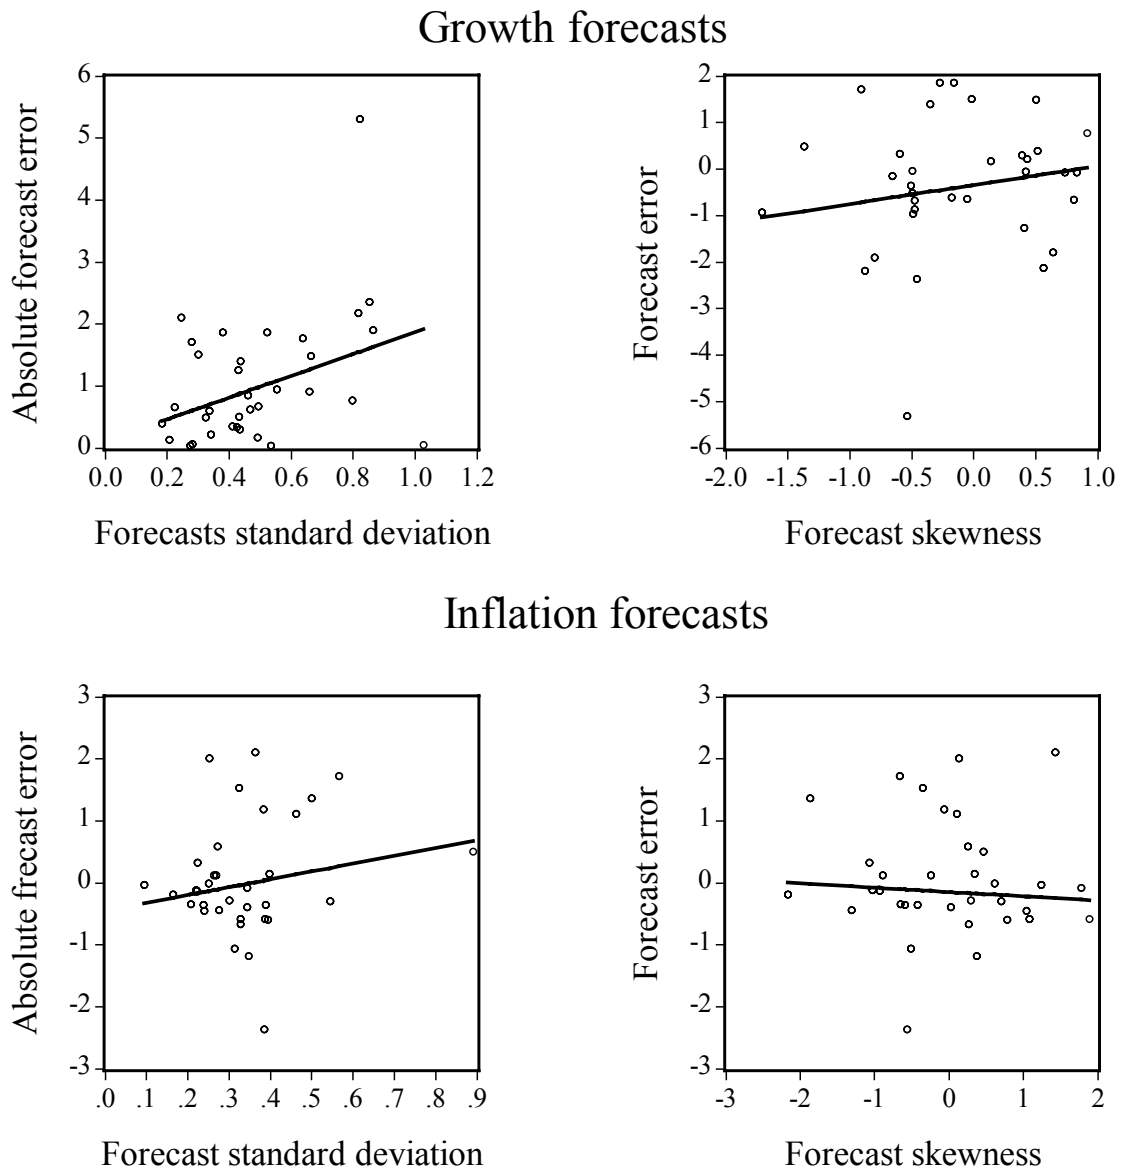 Growth forecasts
Absolute forecast error
6
5
4
3
2
1
0
0.0 0.2 0.4 0.6 0.8 1.0 1.2
Forecasts standard deviation
Forecast error
2
1
0
-1
-2
-3
-4
-5
-6
-2.0 -1.5 -1.0 -0.5 0.0 0.5 1.0
Forecast skewness
Inflation forecasts
Absolute frecast error
3
2
1
0
-1
-2
-3
.0 .1 .2 .3 .4 .5 .6 .7 .8 .9
Forecast standard deviation
Forecast error
3
2
1
0
-1
-2
-3
-3 -2 -1 0 1 2
Forecast skewness